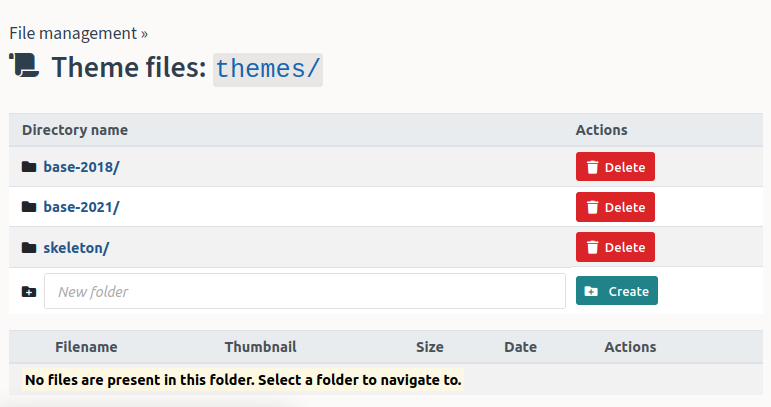 File management »
Theme files: themes/
Directory name Actions
base-2018/ Delete
base-2021/ Delete
skeleton/ Delete
New folder Create
Filename Thumbnail Size Date Actions
No files are present in this folder. Select a folder to navigate to.